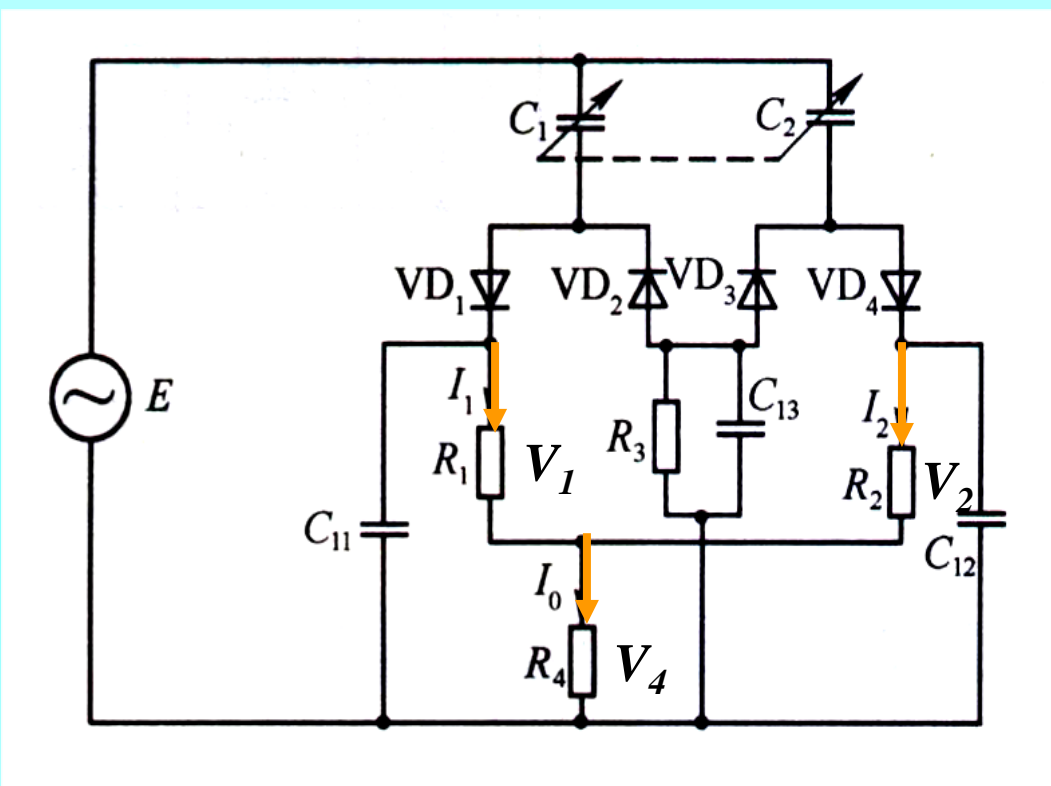 C₁
C₂
VD₁
VD₂
VD₃
VD₄
E
I₁
C₁₃
I₂
R₃
R₁
V₁
R₂
V₂
C₁₁
C₁₂
I₀
R₄
V₄